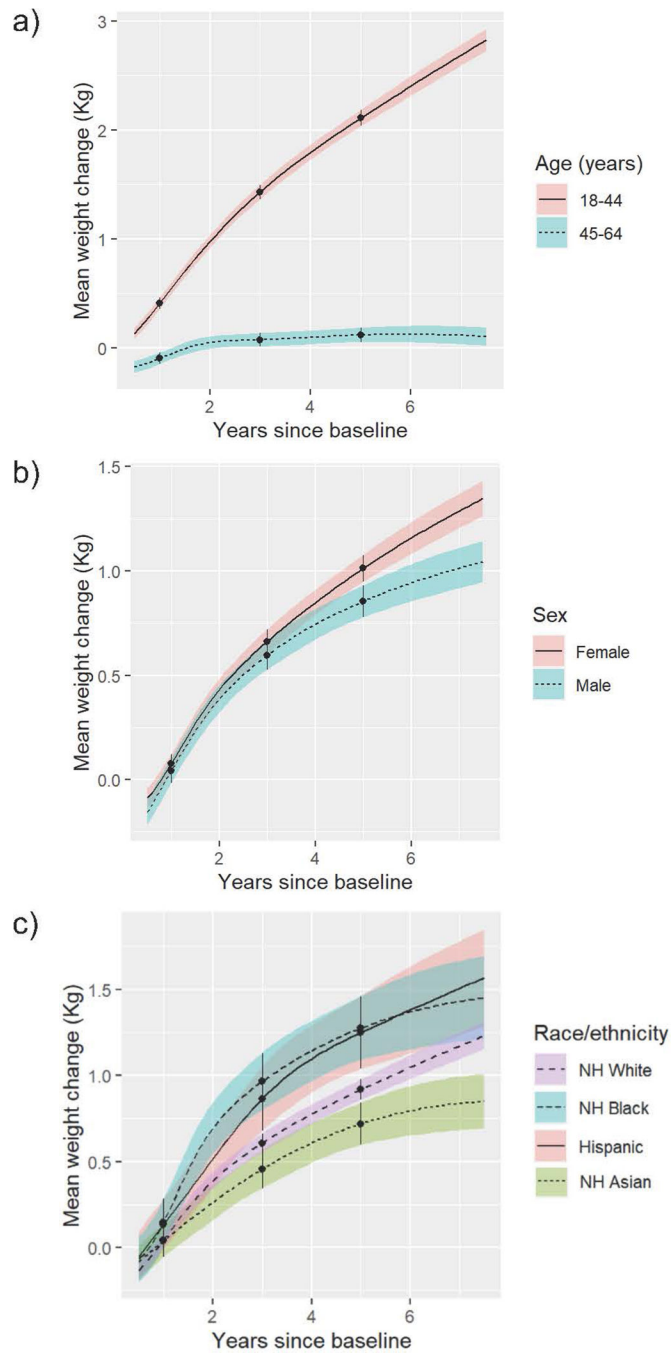 a)
Mean weight change (Kg)
3
2
1
0
2 4 6
Years since baseline
Age (years)
18-44
45-64
b)
Mean weight change (Kg)
1.5
1.0
0.5
0.0
2 4 6
Years since baseline
Sex
Female
Male
c)
Mean weight change (Kg)
1.5
1.0
0.5
0.0
2 4 6
Years since baseline
Race/ethnicity
NH White
NH Black
Hispanic
NH Asian